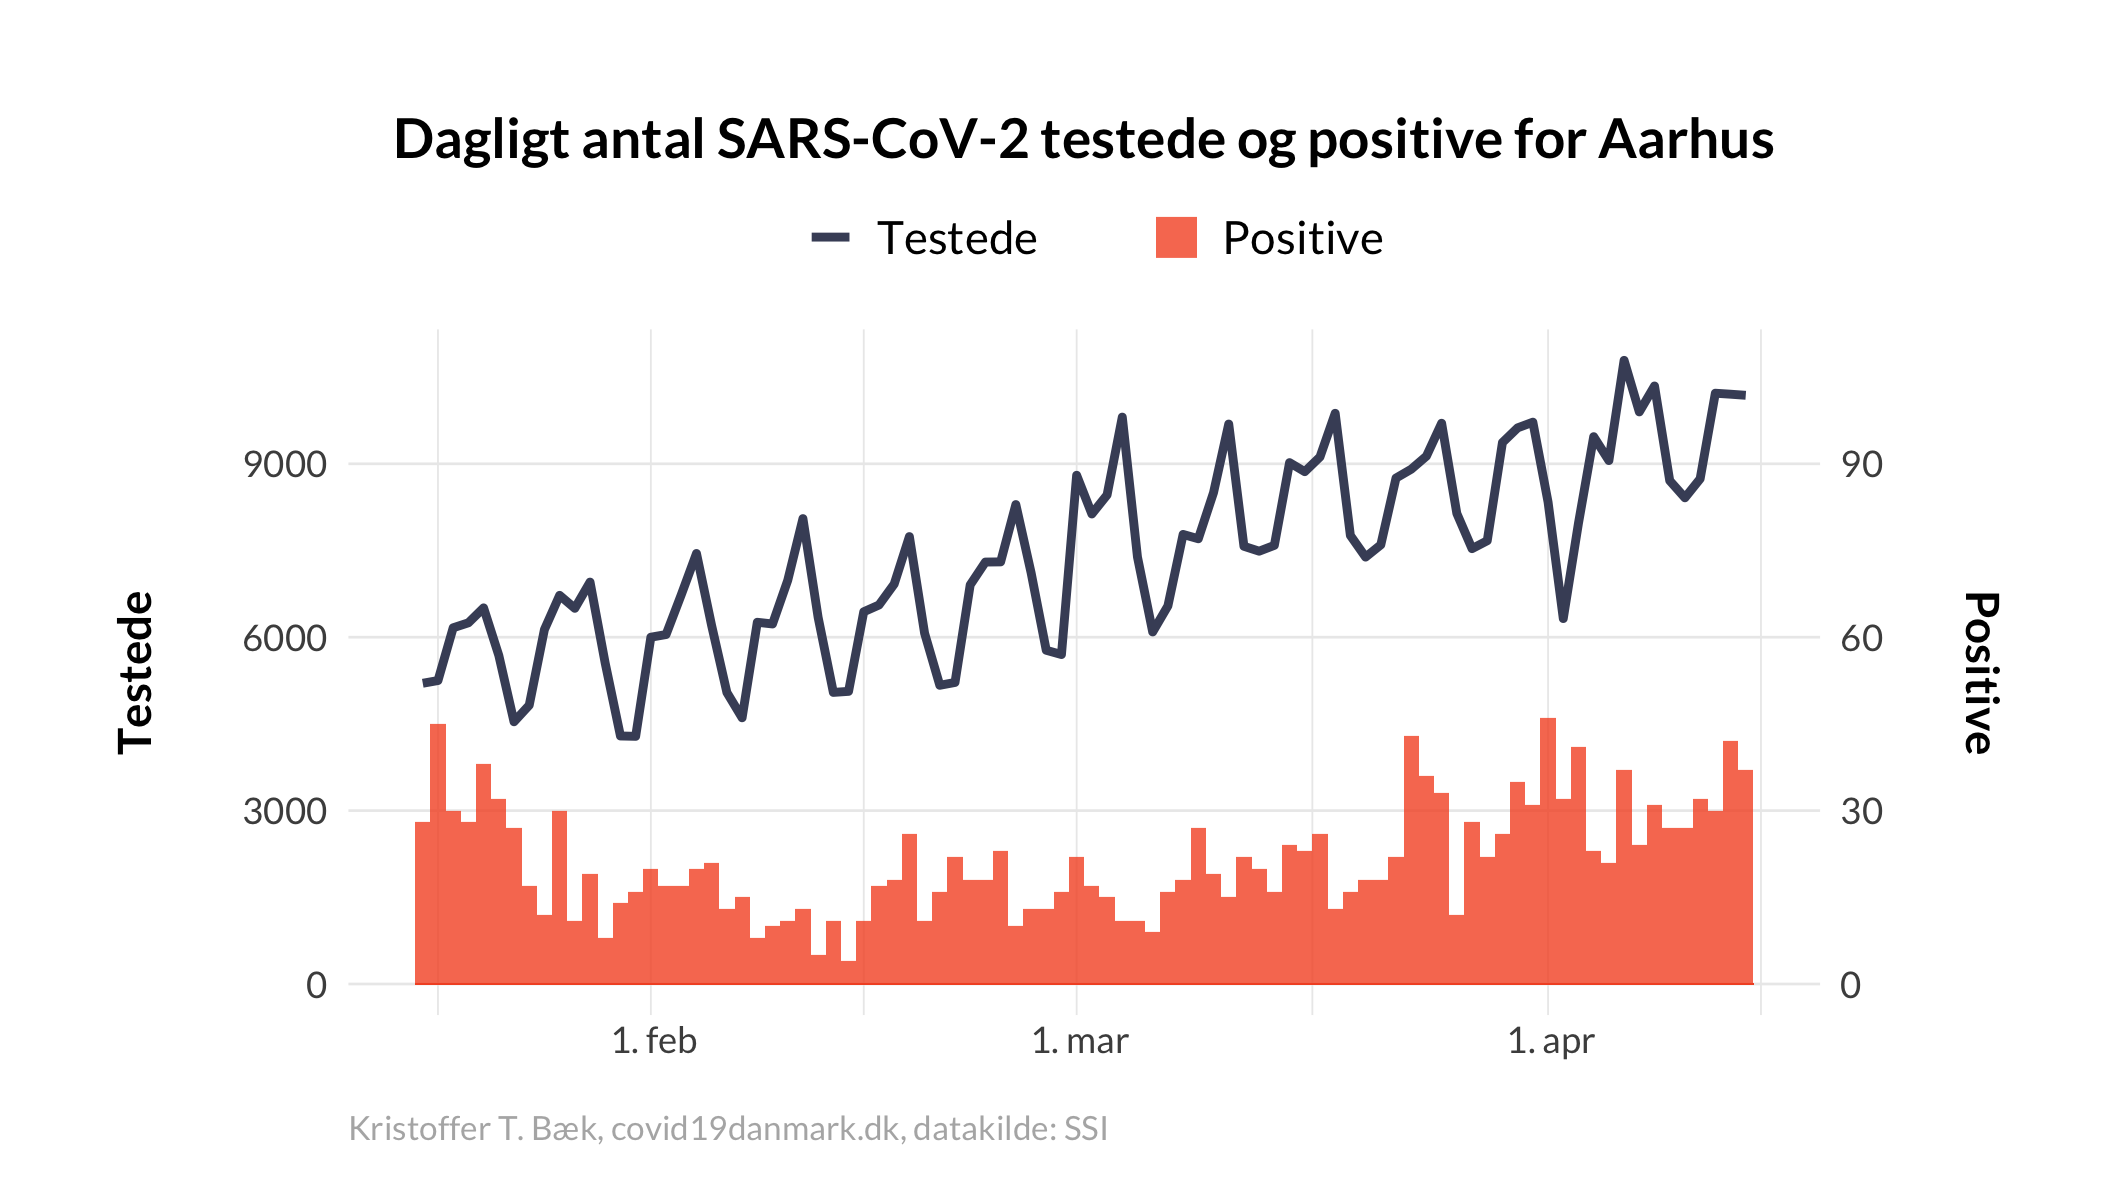 Dagligt antal SARS-CoV-2 testede og positive for Aarhus
Testede Positive
Testede
9000
6000
3000
0
90
60
30
0
Positive
1. feb 1. mar 1. apr
Kristoffer T. Bæk, covid19danmark.dk, datakilde: SSI